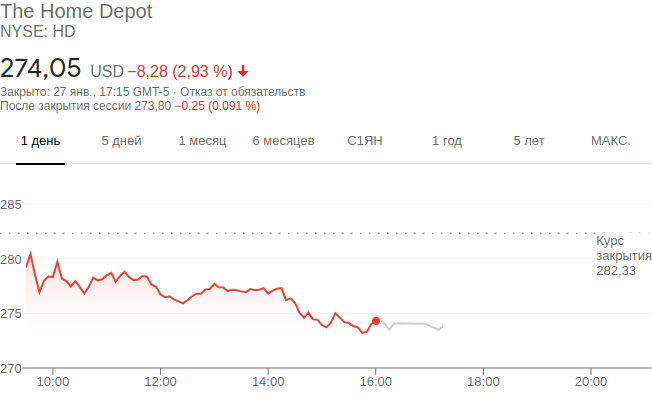 The Home Depot
NYSE: HD
274,05 USD −8,28 (2,93 %)
Закрыто: 27 янв., 17:15 GMT-5 · Отказ от обязательств
После закрытия сессии 273,80 −0,25 (0,091 %)
1 день 5 дней 1 месяц 6 месяцев С1ЯН 1 год 5 лет МАКС.
285
Курс
закрытия
282,33
280
275
270
10:00 12:00 14:00 16:00 18:00 20:00